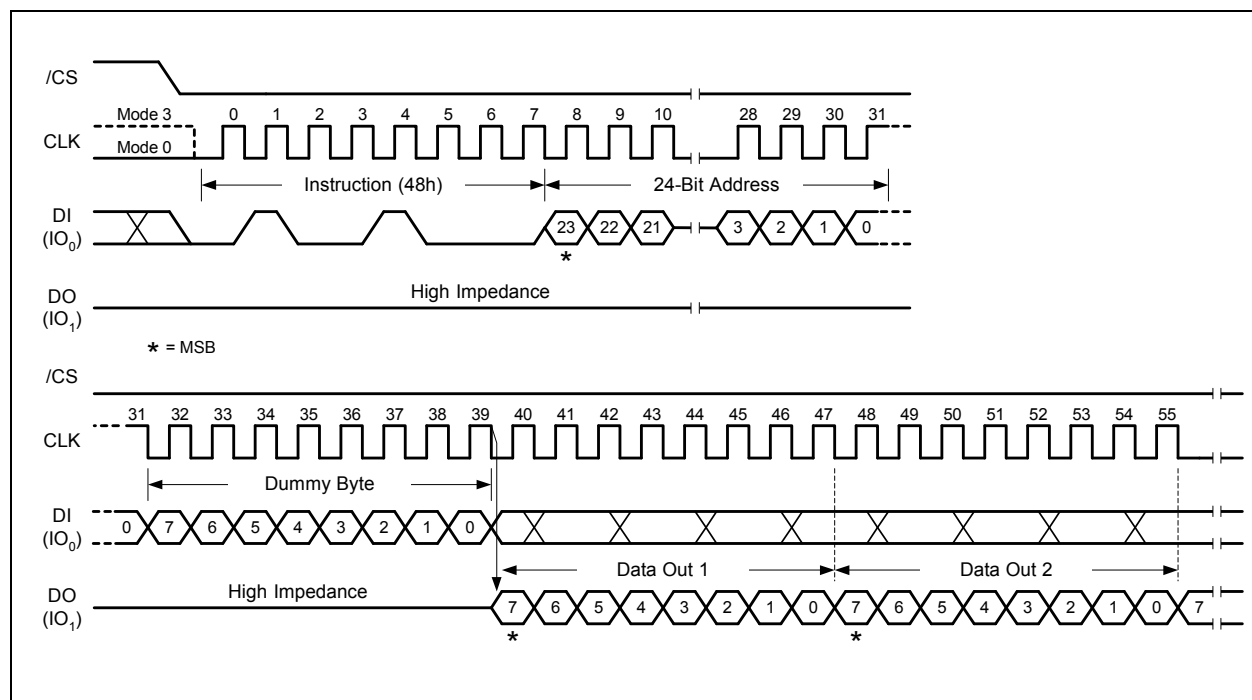 /CS
Mode 3 0 1 2 3 4 5 6 7 8 9 10 28 29 30 31
CLK
Mode 0
Instruction (48h) 24-Bit Address
DI
(IO₀)
23 22 21 3 2 1 0
*
High Impedance
DO
(IO₁)
* = MSB
/CS
31 32 33 34 35 36 37 38 39 40 41 42 43 44 45 46 47 48 49 50 51 52 53 54 55
CLK
Dummy Byte
DI
(IO₀)
0 7 6 5 4 3 2 1 0
Data Out 1 Data Out 2
High Impedance
DO
(IO₁)
7 6 5 4 3 2 1 0 7 6 5 4 3 2 1 0 7
* *